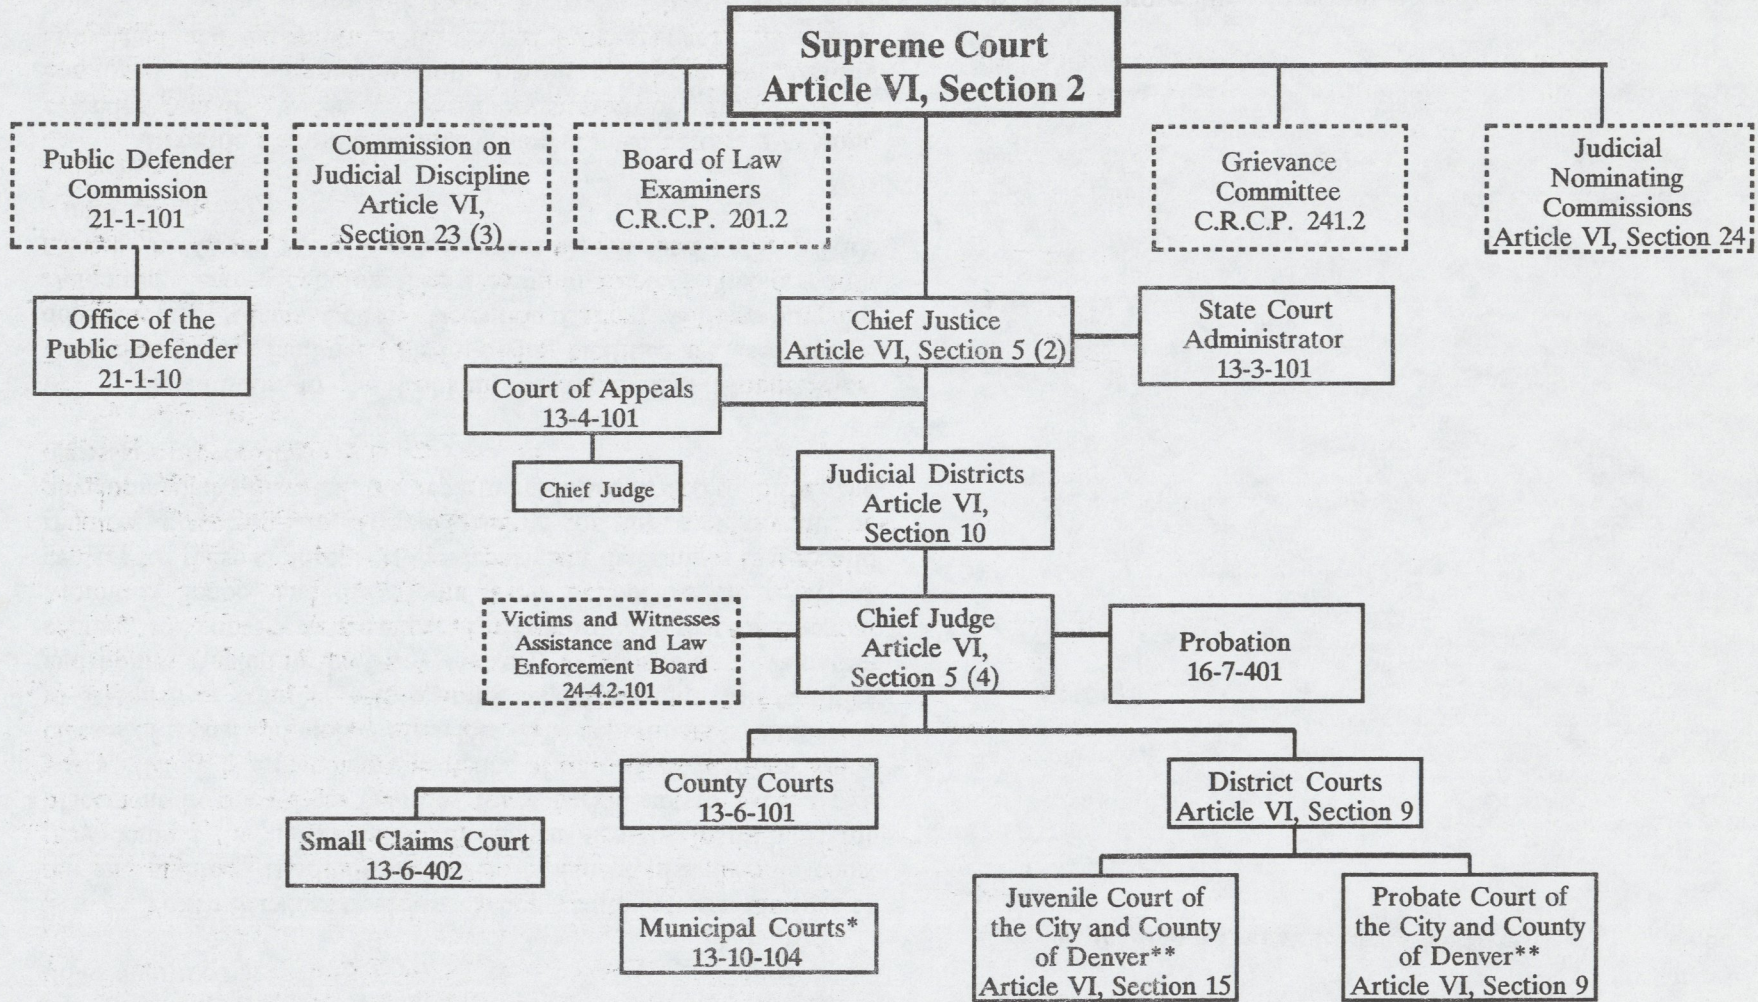 Supreme Court
Article VI, Section 2
Public Defender
Commission
21-1-101
Commission on
Judicial Discipline
Article VI,
Section 23 (3)
Board of Law
Examiners
C.R.C.P. 201.2
Grievance
Committee
C.R.C.P. 241.2
Judicial
Nominating
Commissions
Article VI, Section 24
Office of the
Public Defender
21-1-10
Chief Justice
Article VI, Section 5 (2)
State Court
Administrator
13-3-101
Court of Appeals
13-4-101
Chief Judge
Judicial Districts
Article VI,
Section 10
Victims and Witnesses
Assistance and Law
Enforcement Board
24-4.2-101
Chief Judge
Article VI,
Section 5 (4)
Probation
16-7-401
County Courts
13-6-101
District Courts
Article VI, Section 9
Small Claims Court
13-6-402
Municipal Courts*
13-10-104
Juvenile Court of
the City and County
of Denver**
Article VI, Section 15
Probate Court of
the City and County
of Denver**
Article VI, Section 9